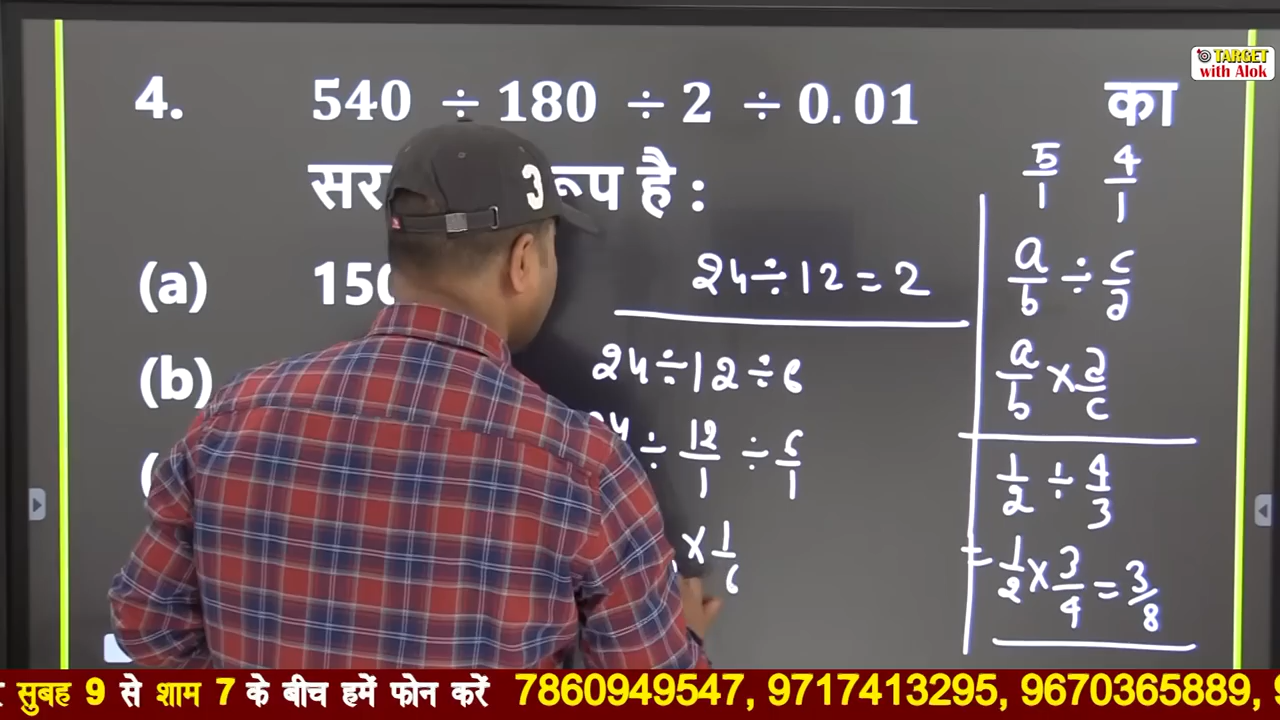 TARGET
with Alok
4. 540 ÷ 180 ÷ 2 ÷ 0.01 का
है :
(a)
(b)
24÷12=2
24÷12÷6
÷ 12/1 ÷ 6/1
× 1/6
5/1 4/1
a/b ÷ c/d
a/b × d/c
1/2 ÷ 4/3
= 1/2 × 3/4 = 3/8
सुबह 9 से शाम 7 के बीच हमें फोन करें 7860949547, 9717413295, 9670365889,